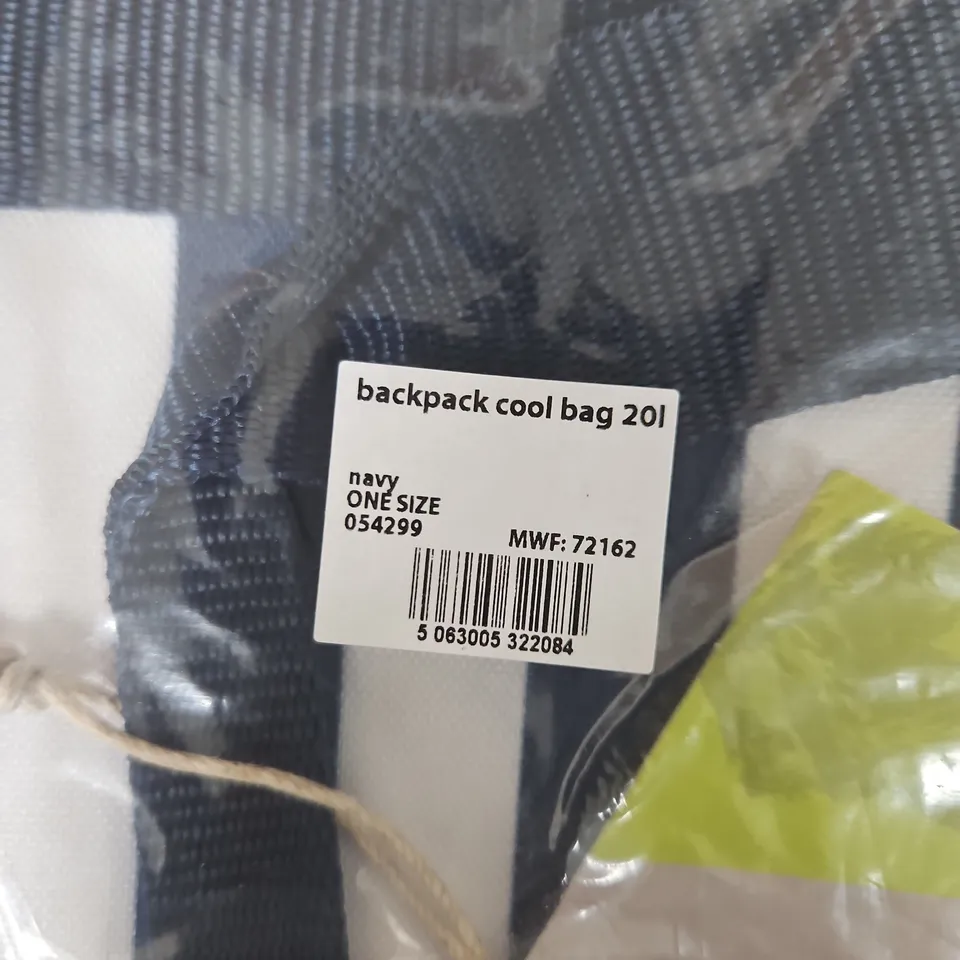 backpack cool bag 20l
navy
ONE SIZE
054299
MWF: 72162
5 063005 322084